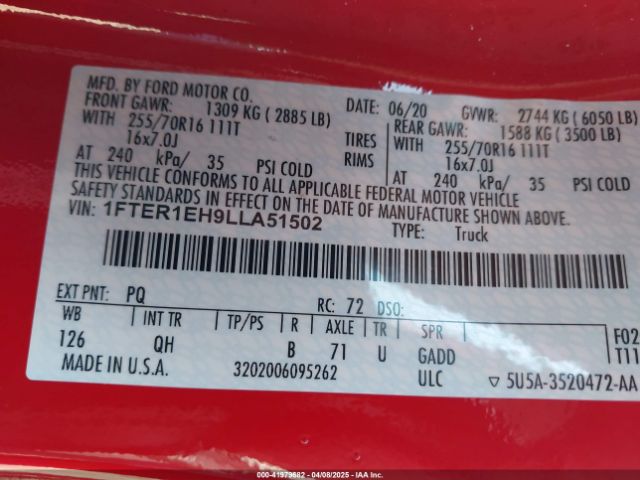 MFD. BY FORD MOTOR CO.
DATE: 06/20 GVWR: 2744 KG ( 6050 LB)
FRONT GAWR: 1309 KG ( 2885 LB)
REAR GAWR: 1588 KG ( 3500 LB)
WITH 255/70R16 111T TIRES
WITH 255/70R16 111T
16x7.0J RIMS 16x7.0J
AT 240 kPa/ 35 PSI COLD
AT 240 kPa/ 35 PSI COLD
THIS VEHICLE CONFORMS TO ALL APPLICABLE FEDERAL MOTOR VEHICLE
SAFETY STANDARDS IN EFFECT ON THE DATE OF MANUFACTURE SHOWN ABOVE.
VIN: 1FTER1EH9LLA51502
TYPE: Truck
EXT PNT: PQ RC: 72 DSO:
WB INT TR TP/PS R AXLE TR SPR F02
126 QH B 71 U GADD T11
MADE IN U.S.A. 3202006095262 ULC ▽ 5U5A-3520472-AA
000-41979582 - 04/08/2025 - IAA Inc.